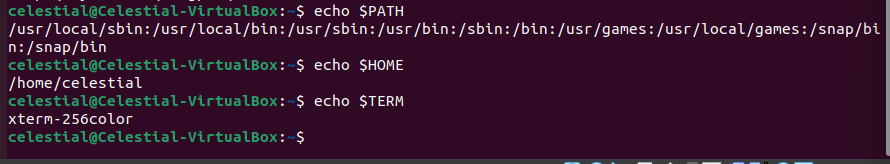 celestial@Celestial-VirtualBox:~$ echo $PATH
/usr/local/sbin:/usr/local/bin:/usr/sbin:/usr/bin:/sbin:/bin:/usr/games:/usr/local/games:/snap/bi
n:/snap/bin
celestial@Celestial-VirtualBox:~$ echo $HOME
/home/celestial
celestial@Celestial-VirtualBox:~$ echo $TERM
xterm-256color
celestial@Celestial-VirtualBox:~$